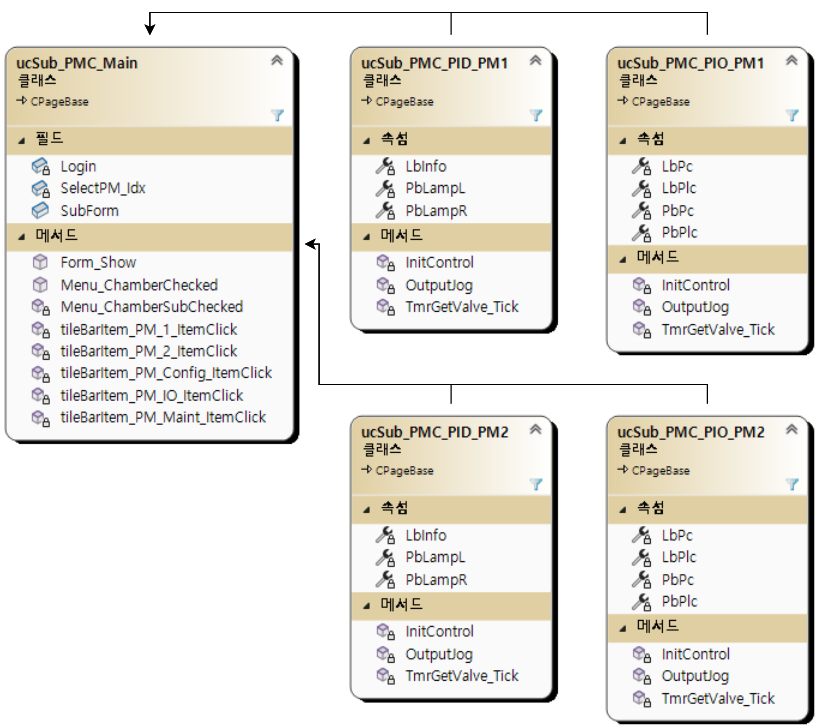 ucSub_PMC_Main
클래스
CPageBase
필드
Login
SelectPM_Idx
SubForm
메서드
Form_Show
Menu_ChamberChecked
Menu_ChamberSubChecked
tileBarItem_PM_1_ItemClick
tileBarItem_PM_2_ItemClick
tileBarItem_PM_Config_ItemClick
tileBarItem_PM_IO_ItemClick
tileBarItem_PM_Maint_ItemClick
ucSub_PMC_PID_PM1
클래스
CPageBase
속성
LbInfo
PbLampL
PbLampR
메서드
InitControl
OutputJog
TmrGetValve_Tick
ucSub_PMC_PIO_PM1
클래스
CPageBase
속성
LbPc
LbPlc
PbPc
PbPlc
메서드
InitControl
OutputJog
TmrGetValve_Tick
ucSub_PMC_PID_PM2
클래스
CPageBase
속성
LbInfo
PbLampL
PbLampR
메서드
InitControl
OutputJog
TmrGetValve_Tick
ucSub_PMC_PIO_PM2
클래스
CPageBase
속성
LbPc
LbPlc
PbPc
PbPlc
메서드
InitControl
OutputJog
TmrGetValve_Tick